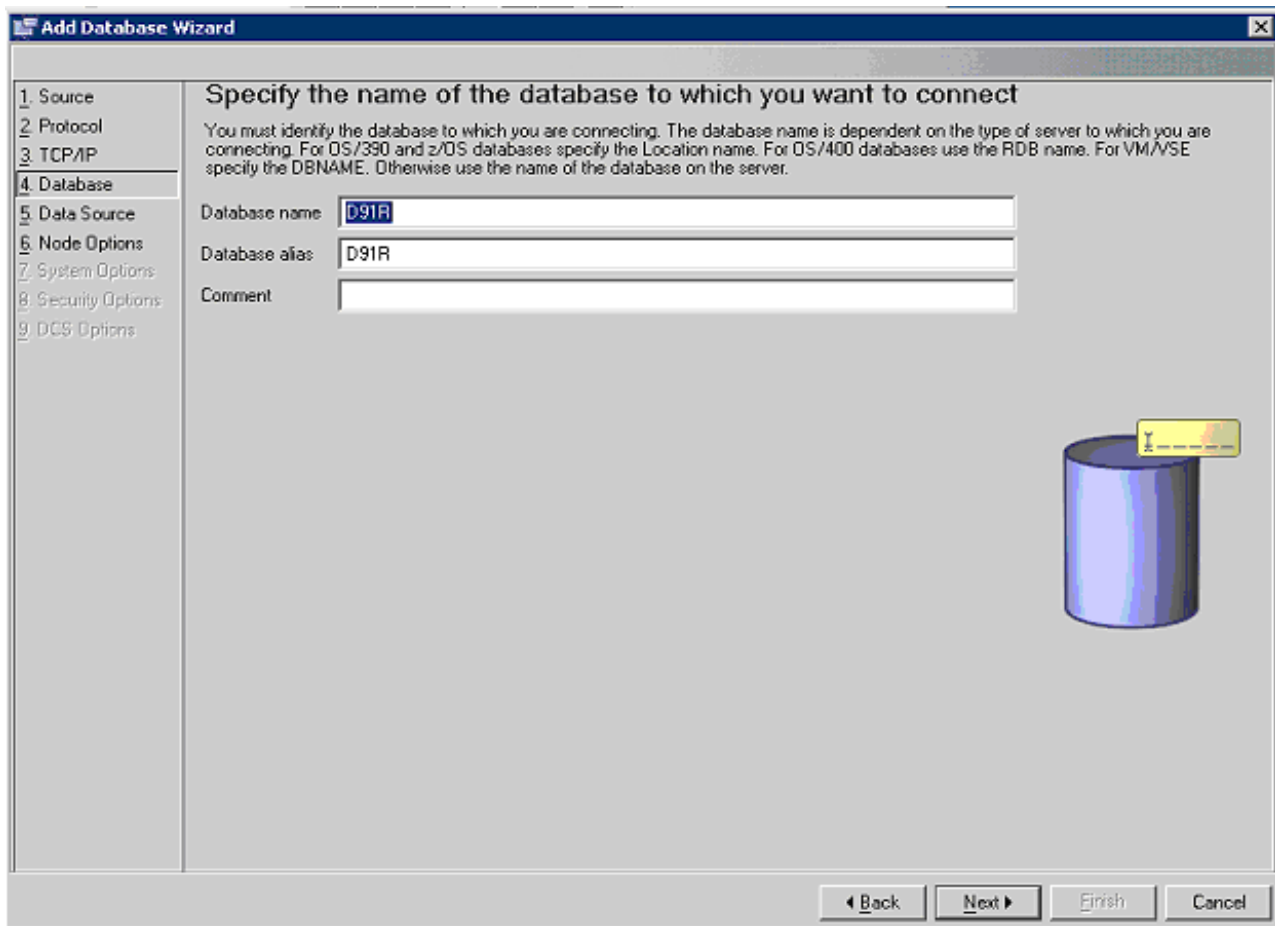 Add Database Wizard
1. Source
2. Protocol
3. TCP/IP
4. Database
5. Data Source
6. Node Options
7. System Options
8. Security Options
9. DCS Options
Specify the name of the database to which you want to connect
You must identify the database to which you are connecting. The database name is dependent on the type of server to which you are
connecting. For OS/390 and z/OS databases specify the Location name. For OS/400 databases use the RDB name. For VM/VSE
specify the DBNAME. Otherwise use the name of the database on the server.
Database name D91R
Database alias D91R
Comment
Back Next Finish Cancel